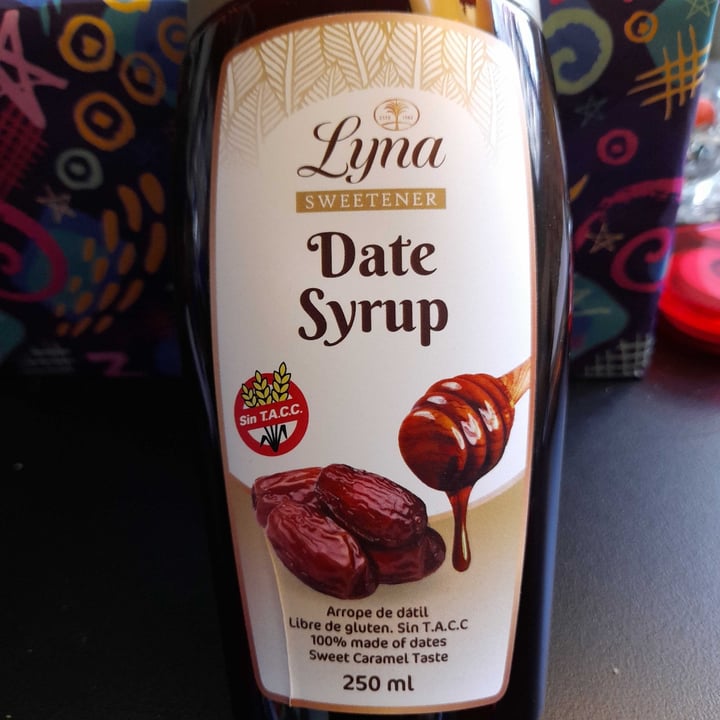 Lyna
SWEETENER
Date
Syrup
Sin T.A.C.C.
Arrope de dátil
Libre de gluten. Sin T.A.C.C
100% made of dates
Sweet Caramel Taste
250 ml